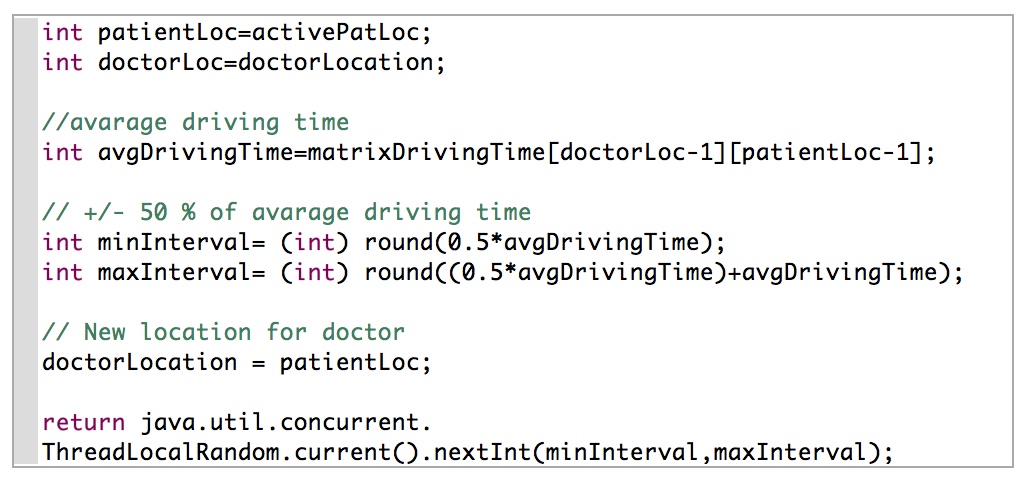 int patientLoc=activePatLoc;
int doctorLoc=doctorLocation;
//avarage driving time
int avgDrivingTime=matrixDrivingTime[doctorLoc-1][patientLoc-1];
// +/- 50 % of avarage driving time
int minInterval= (int) round(0.5*avgDrivingTime);
int maxInterval= (int) round((0.5*avgDrivingTime)+avgDrivingTime);
// New location for doctor
doctorLocation = patientLoc;
return java.util.concurrent.
ThreadLocalRandom.current().nextInt(minInterval,maxInterval);